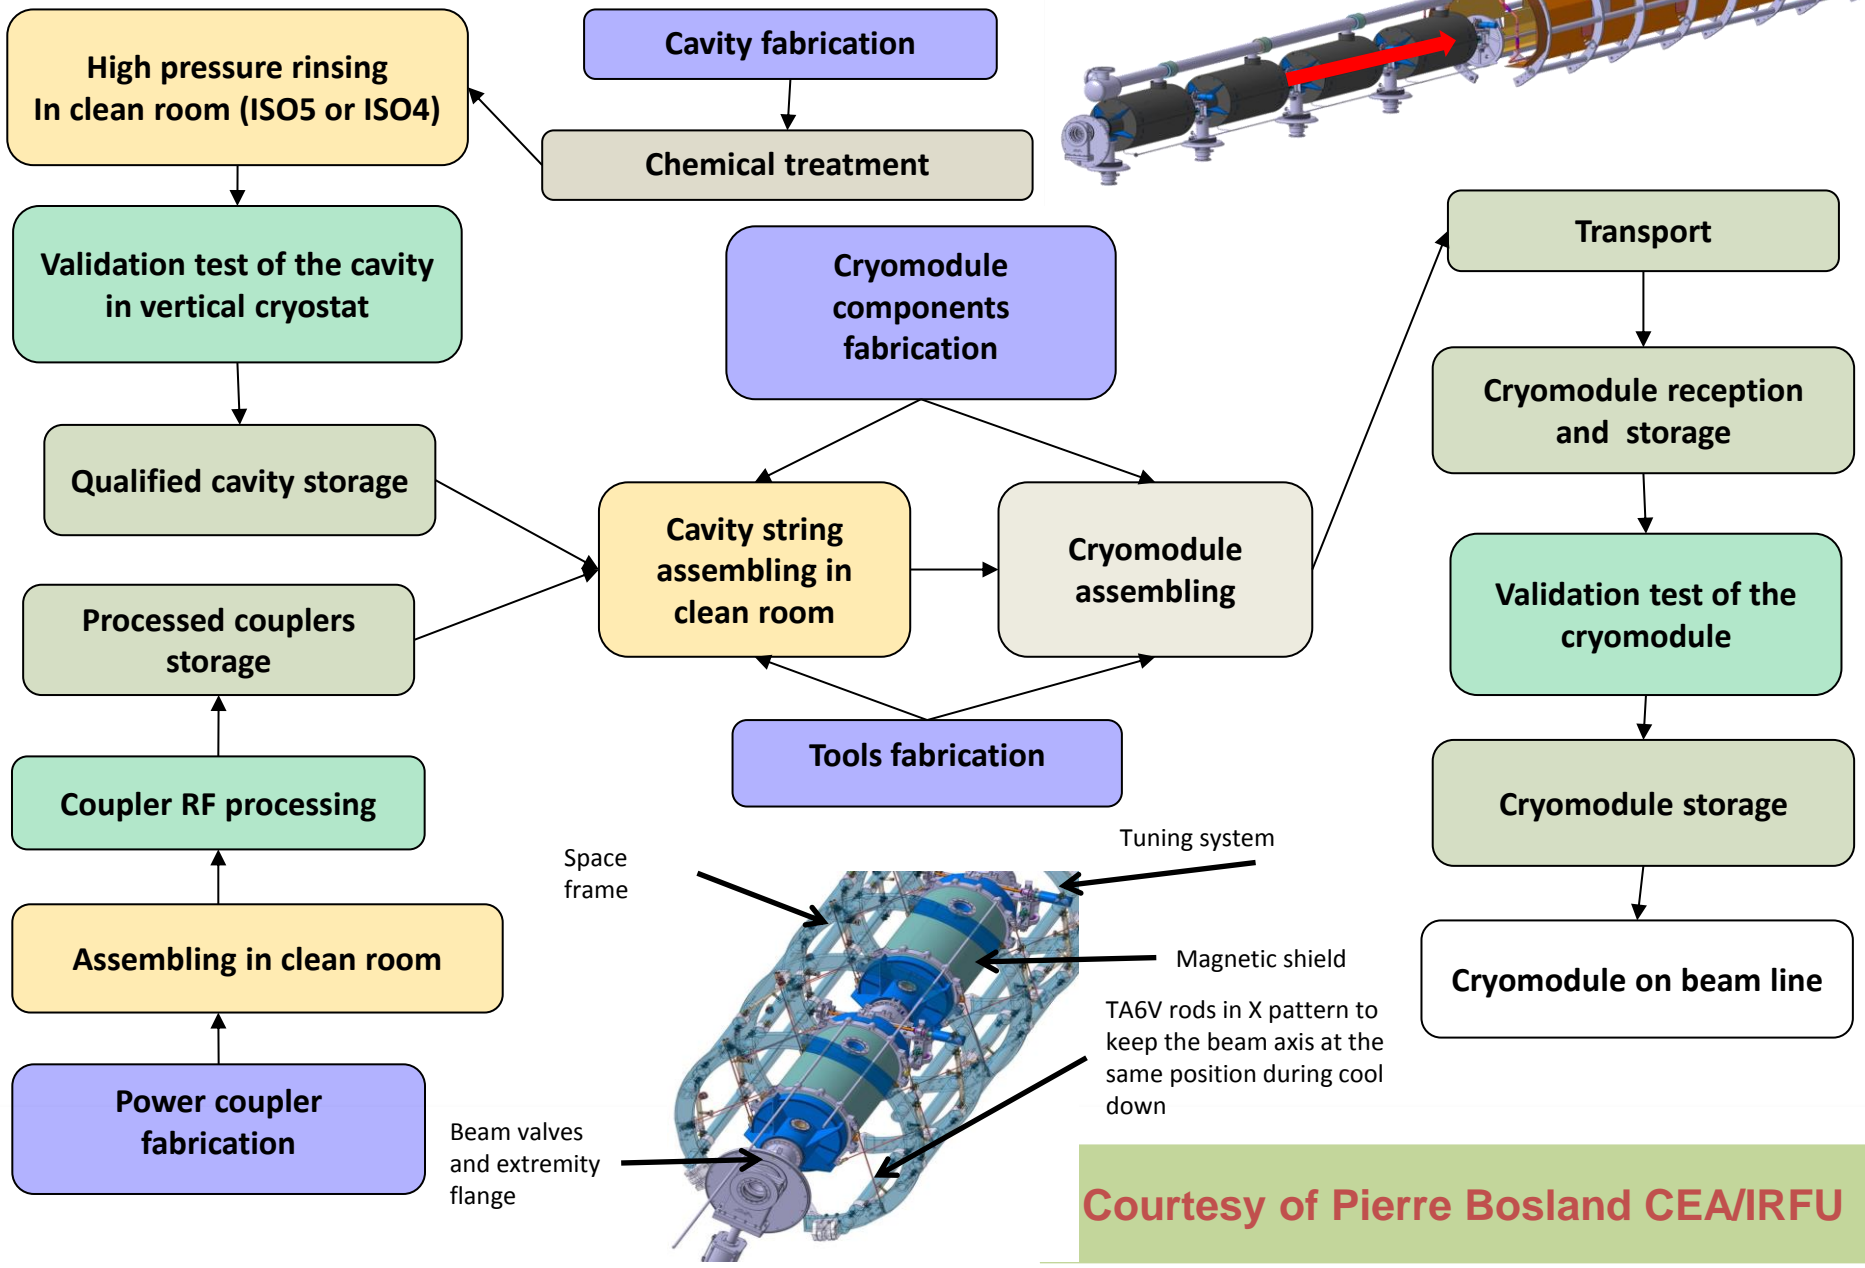 Cavity fabrication
High pressure rinsing
In clean room (ISO5 or ISO4)
Chemical treatment
Validation test of the cavity
in vertical cryostat
Qualified cavity storage
Processed couplers
storage
Coupler RF processing
Assembling in clean room
Power coupler
fabrication
Cryomodule
components
fabrication
Cavity string
assembling in
clean room
Cryomodule
assembling
Tools fabrication
Transport
Cryomodule reception
and storage
Validation test of the
cryomodule
Cryomodule storage
Cryomodule on beam line
Space
frame
Tuning system
Magnetic shield
TA6V rods in X pattern to
keep the beam axis at the
same position during cool
down
Beam valves
and extremity
flange
Courtesy of Pierre Bosland CEA/IRFU